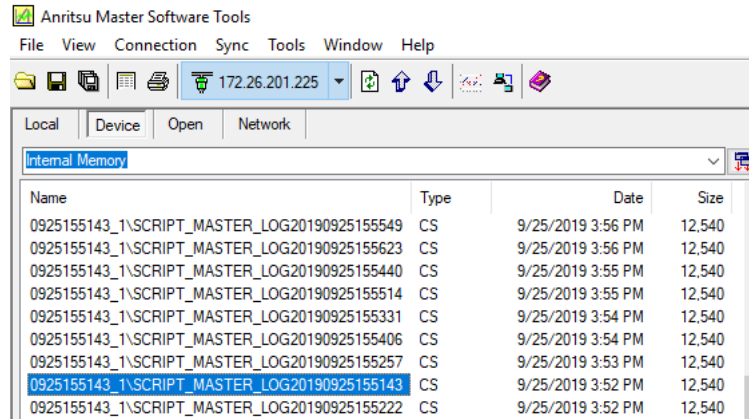 Anritsu Master Software Tools
File View Connection Sync Tools Window Help
172.26.201.225
Local Device Open Network
Internal Memory
Name Type Date Size
0925155143_1\SCRIPT_MASTER_LOG20190925155549 CS 9/25/2019 3:56 PM 12,540
0925155143_1\SCRIPT_MASTER_LOG20190925155623 CS 9/25/2019 3:56 PM 12,540
0925155143_1\SCRIPT_MASTER_LOG20190925155440 CS 9/25/2019 3:55 PM 12,540
0925155143_1\SCRIPT_MASTER_LOG20190925155514 CS 9/25/2019 3:55 PM 12,540
0925155143_1\SCRIPT_MASTER_LOG20190925155331 CS 9/25/2019 3:54 PM 12,540
0925155143_1\SCRIPT_MASTER_LOG20190925155406 CS 9/25/2019 3:54 PM 12,540
0925155143_1\SCRIPT_MASTER_LOG20190925155257 CS 9/25/2019 3:53 PM 12,540
0925155143_1\SCRIPT_MASTER_LOG20190925155143 CS 9/25/2019 3:52 PM 12,540
0925155143_1\SCRIPT_MASTER_LOG20190925155222 CS 9/25/2019 3:52 PM 12,540